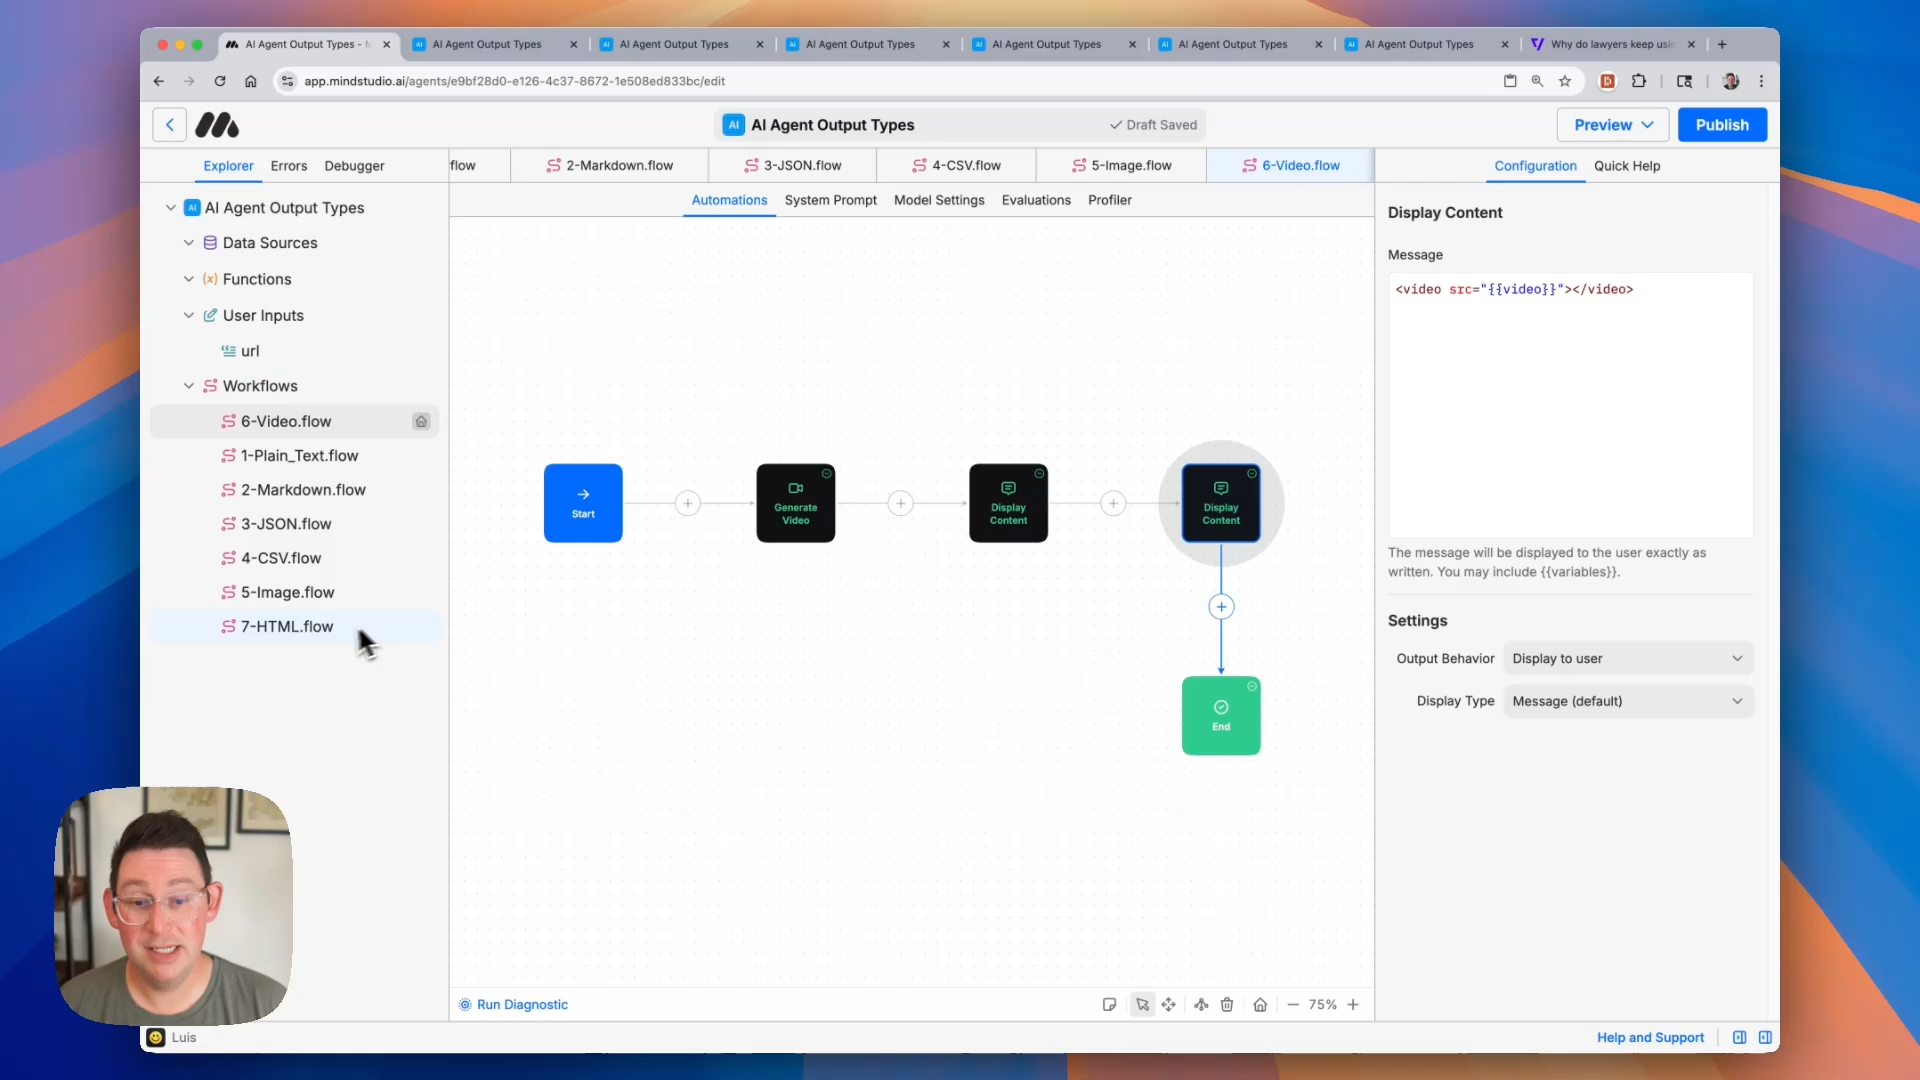 AI Agent Output Types - M
AI Agent Output Types
AI Agent Output Types
AI Agent Output Types
AI Agent Output Types
AI Agent Output Types
AI Agent Output Types
Why do lawyers keep usin
app.mindstudio.ai/agents/e9bf28d0-e126-4c37-8672-1e508ed833bc/edit
AI AI Agent Output Types
Draft Saved
Preview
Publish
Explorer
Errors
Debugger
flow
2-Markdown.flow
3-JSON.flow
4-CSV.flow
5-Image.flow
6-Video.flow
Configuration
Quick Help
Automations
System Prompt
Model Settings
Evaluations
Profiler
AI AI Agent Output Types
Data Sources
(x) Functions
User Inputs
url
Workflows
6-Video.flow
1-Plain_Text.flow
2-Markdown.flow
3-JSON.flow
4-CSV.flow
5-Image.flow
7-HTML.flow
Start
Generate
Video
Display
Content
Display
Content
End
Display Content
Message
<video src="{{video}}"></video>
The message will be displayed to the user exactly as
written. You may include {{variables}}.
Settings
Output Behavior
Display to user
Display Type
Message (default)
Run Diagnostic
75%
Luis
Help and Support